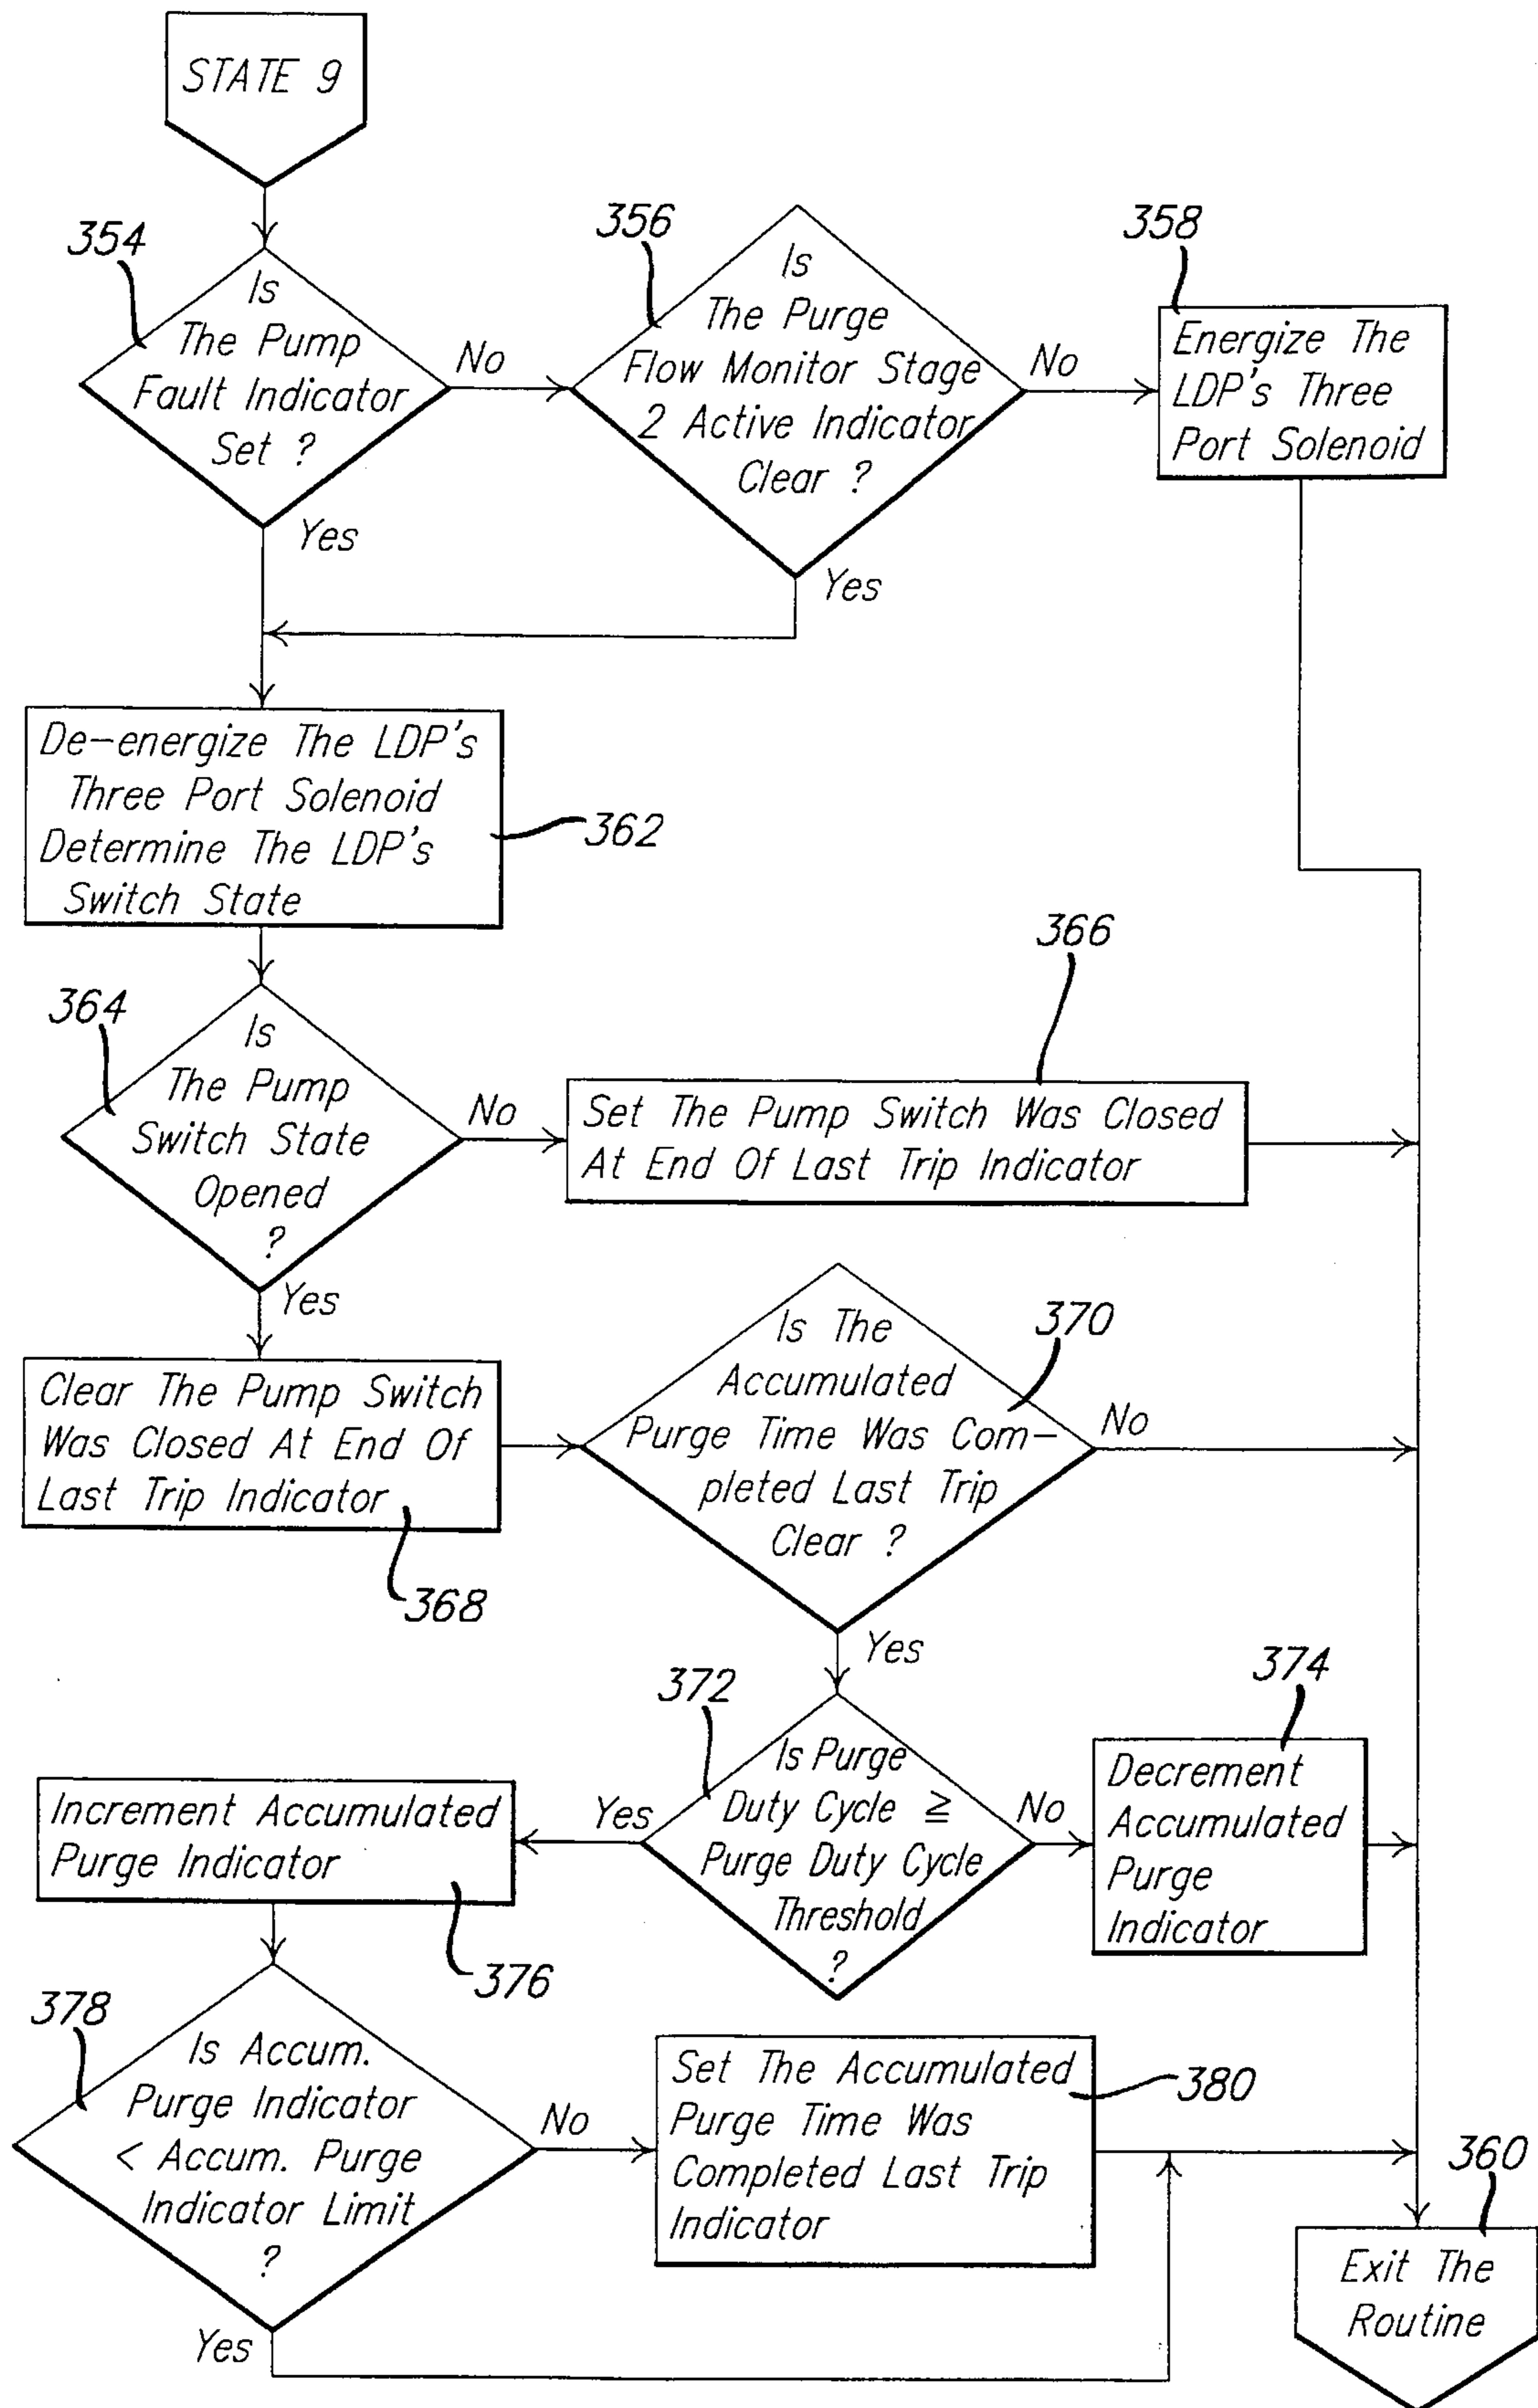 STATE 9
354
356
358
Is
The Pump
Fault Indicator
Set ?
No
Is
The Purge
Flow Monitor Stage
2 Active Indicator
Clear ?
No
Energize The
LDP's Three
Port Solenoid
Yes
Yes
De-energize The LDP's
Three Port Solenoid
Determine The LDP's
Switch State
362
364
366
Is
The Pump
Switch State
Opened
?
No
Set The Pump Switch Was Closed
At End Of Last Trip Indicator
Yes
Clear The Pump Switch
Was Closed At End Of
Last Trip Indicator
368
370
Is The
Accumulated
Purge Time Was Com-
pleted Last Trip
Clear ?
No
Yes
372
374
Is Purge
Duty Cycle ≧
Purge Duty Cycle
Threshold
?
Yes
No
Decrement
Accumulated
Purge
Indicator
Increment Accumulated
Purge Indicator
376
378
Is Accum.
Purge Indicator
< Accum. Purge
Indicator Limit
?
No
Set The Accumulated
Purge Time Was
Completed Last Trip
Indicator
380
360
Yes
Exit The
Routine